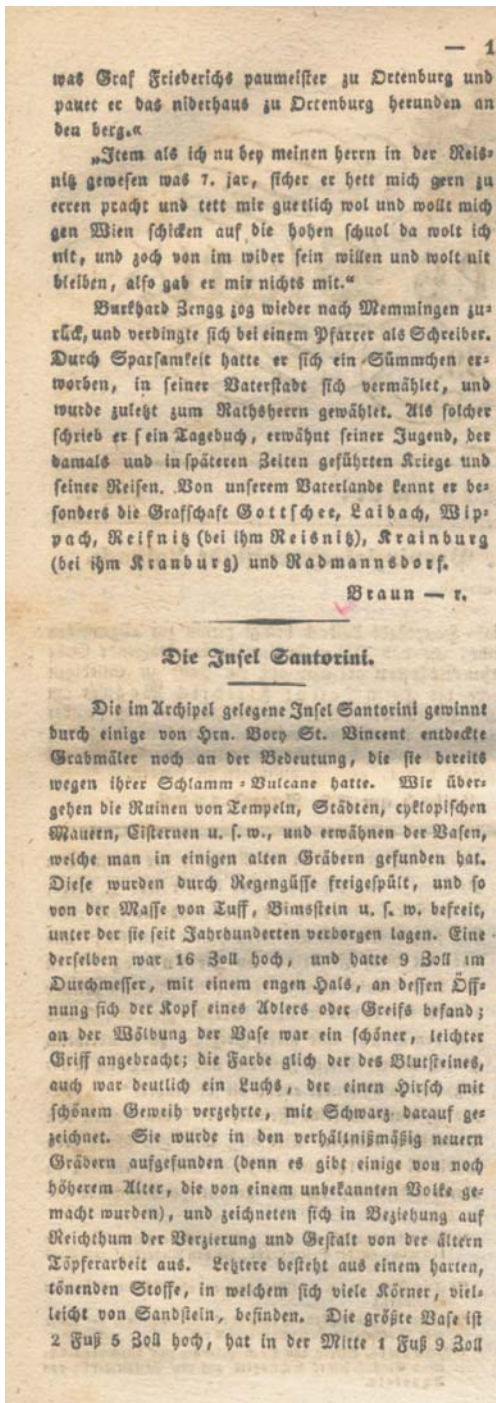 — 1
was Graf Friederichs paumeister zu Ortenburg und
pauet er das niderhaus zu Ortenburg herunden an
den berg.«
„Item als ich nu bey meinen herrn in der Reis-
nitz gewesen was 7. jar, sicher er hett mich gern zu
erren pracht und tett mir guetlich wol und wollt mich
gen Wien schicken auf die hohen schuol da wolt ich
nit, und zoch von im wider sein willen und wolt nit
bleiben, also gab er mir nichts mit.“
Burkhard Zengg zog wieder nach Memmingen zu-
rück, und verdingte sich bei einem Pfarrer als Schreiber.
Durch Sparsamkeit hatte er sich ein Sümmchen er-
worben, in seiner Vaterstadt sich vermählet, und
wurde zuletzt zum Rathsherrn gewählet. Als solcher
schrieb er sein Tagebuch, erwähnt seiner Jugend, der
damals und in späteren Zeiten geführten Kriege und
seiner Reisen. Von unserem Vaterlande kennt er be-
sonders die Grafschaft Gottschee, Laibach, Wip-
pach, Reifnitz (bei ihm Reisnitz), Krainburg
(bei ihm Kranburg) und Radmannsdorf.
Braun — r.
Die Insel Santorini.
Die im Archipel gelegene Insel Santorini gewinnt
durch einige von Hrn. Bory St. Vincent entdeckte
Grabmäler noch an der Bedeutung, die sie bereits
wegen ihrer Schlamm-Vulcane hatte. Wir über-
gehen die Ruinen von Tempeln, Städten, cyklopischen
Mauern, Cisternen u. s. w., und erwähnen der Vasen,
welche man in einigen alten Gräbern gefunden hat.
Diese wurden durch Regengüsse freigespült, und so
von der Masse von Tuff, Bimsstein u. s. w. befreit,
unter der sie seit Jahrhunderten verborgen lagen. Eine
derselben war 16 Zoll hoch, und hatte 9 Zoll im
Durchmesser, mit einem engen Hals, an dessen Öff-
nung sich der Kopf eines Adlers oder Greifs befand;
an der Wölbung der Vase war ein schöner, leichter
Griff angebracht; die Farbe glich der des Blutsteines,
auch war deutlich ein Luchs, der einen Hirsch mit
schönem Geweih verzehrte, mit Schwarz darauf ge-
zeichnet. Sie wurde in den verhältnißmäßig neuern
Gräbern aufgefunden (denn es gibt einige von noch
höherem Alter, die von einem unbekannten Volke ge-
macht wurden), und zeichneten sich in Beziehung auf
Reichthum der Verzierung und Gestalt von der ältern
Töpferarbeit aus. Letztere besteht aus einem harten,
tönenden Stoffe, in welchem sich viele Körner, viel-
leicht von Sandstein, befinden. Die größte Vase ist
2 Fuß 5 Zoll hoch, hat in der Mitte 1 Fuß 9 Zoll